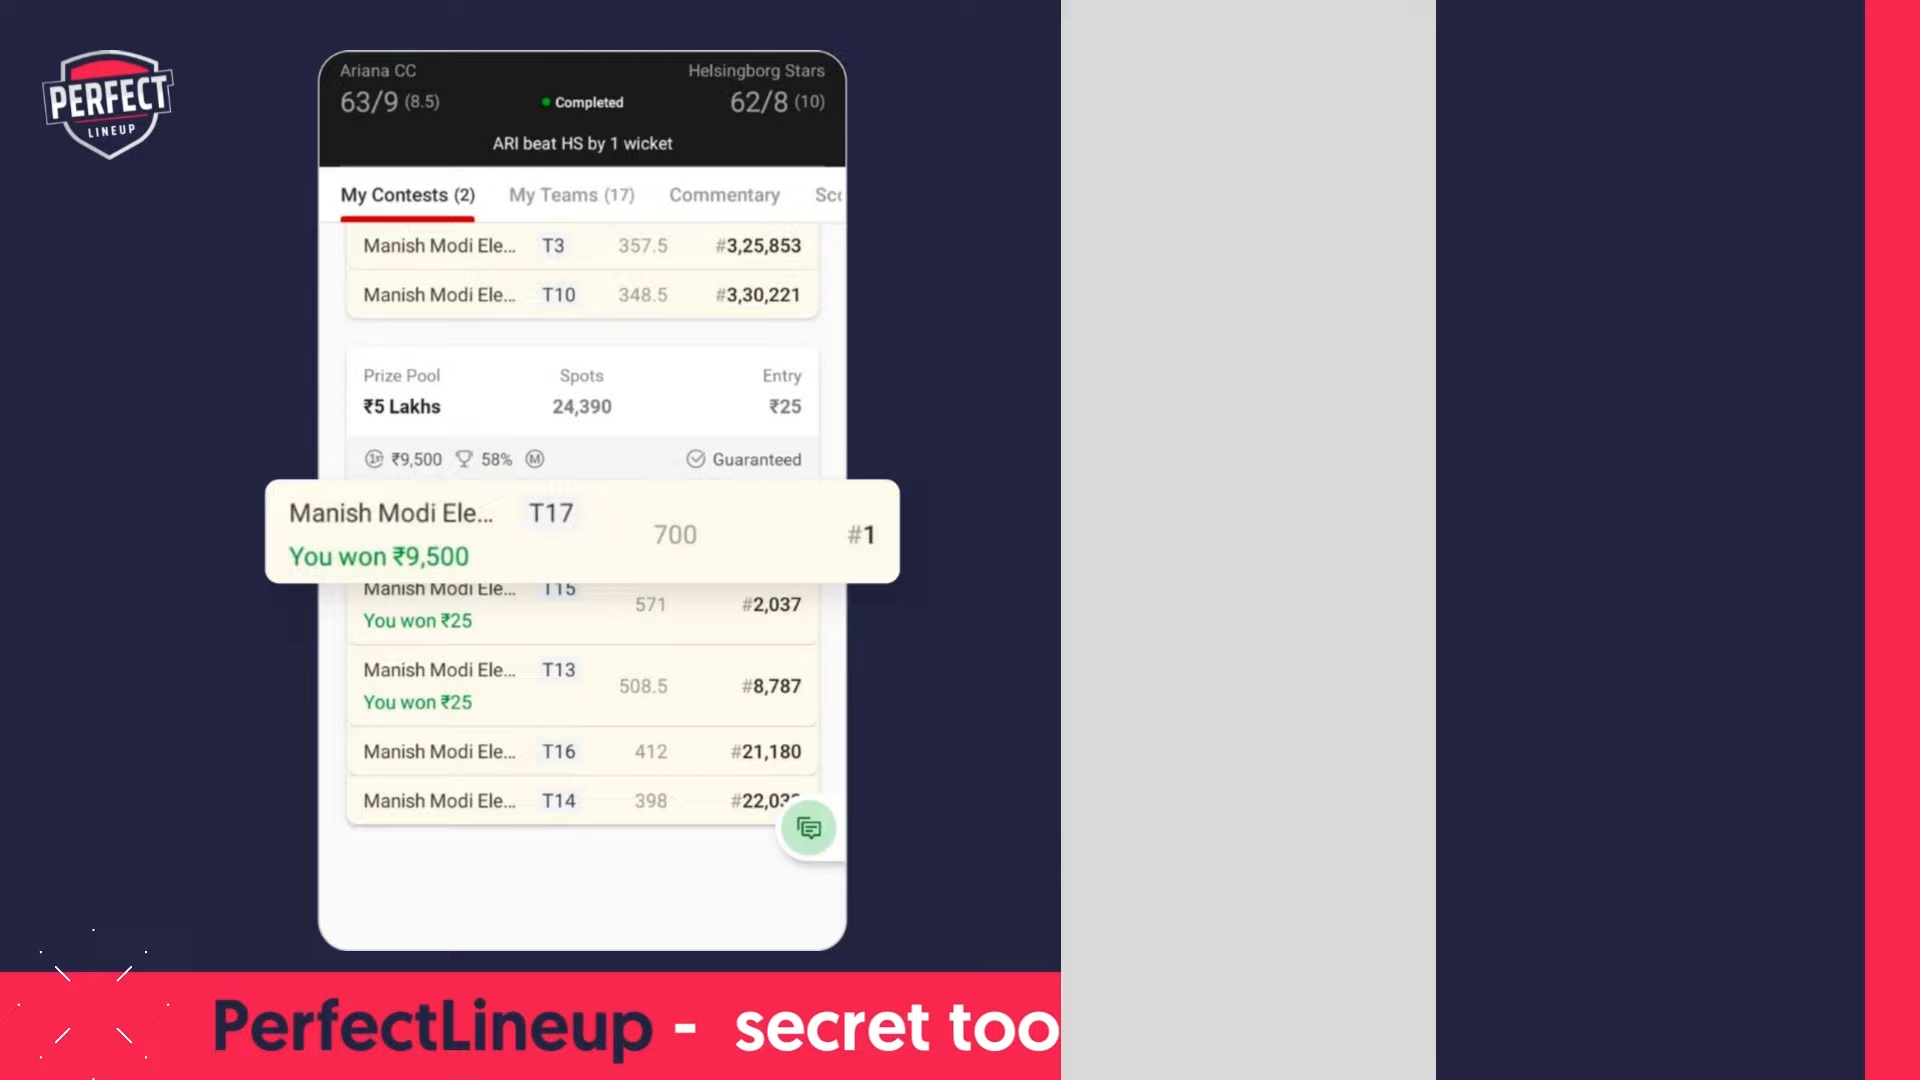 PERFECT
LINEUP
Ariana CC Helsingborg Stars
63/9 (8.5) Completed 62/8 (10)
ARI beat HS by 1 wicket
My Contests (2) My Teams (17) Commentary
Manish Modi Ele... T3 357.5 #3,25,853
Manish Modi Ele... T10 348.5 #3,30,221
Prize Pool Spots Entry
₹5 Lakhs 24,390 ₹25
1st ₹9,500 58% M Guaranteed
Manish Modi Ele... T17 700 #1
You won ₹9,500
Manish Modi Ele... T15 571 #2,037
You won ₹25
Manish Modi Ele... T13 508.5 #8,787
You won ₹25
Manish Modi Ele... T16 412 #21,180
Manish Modi Ele... T14 398
PerfectLineup - secret too